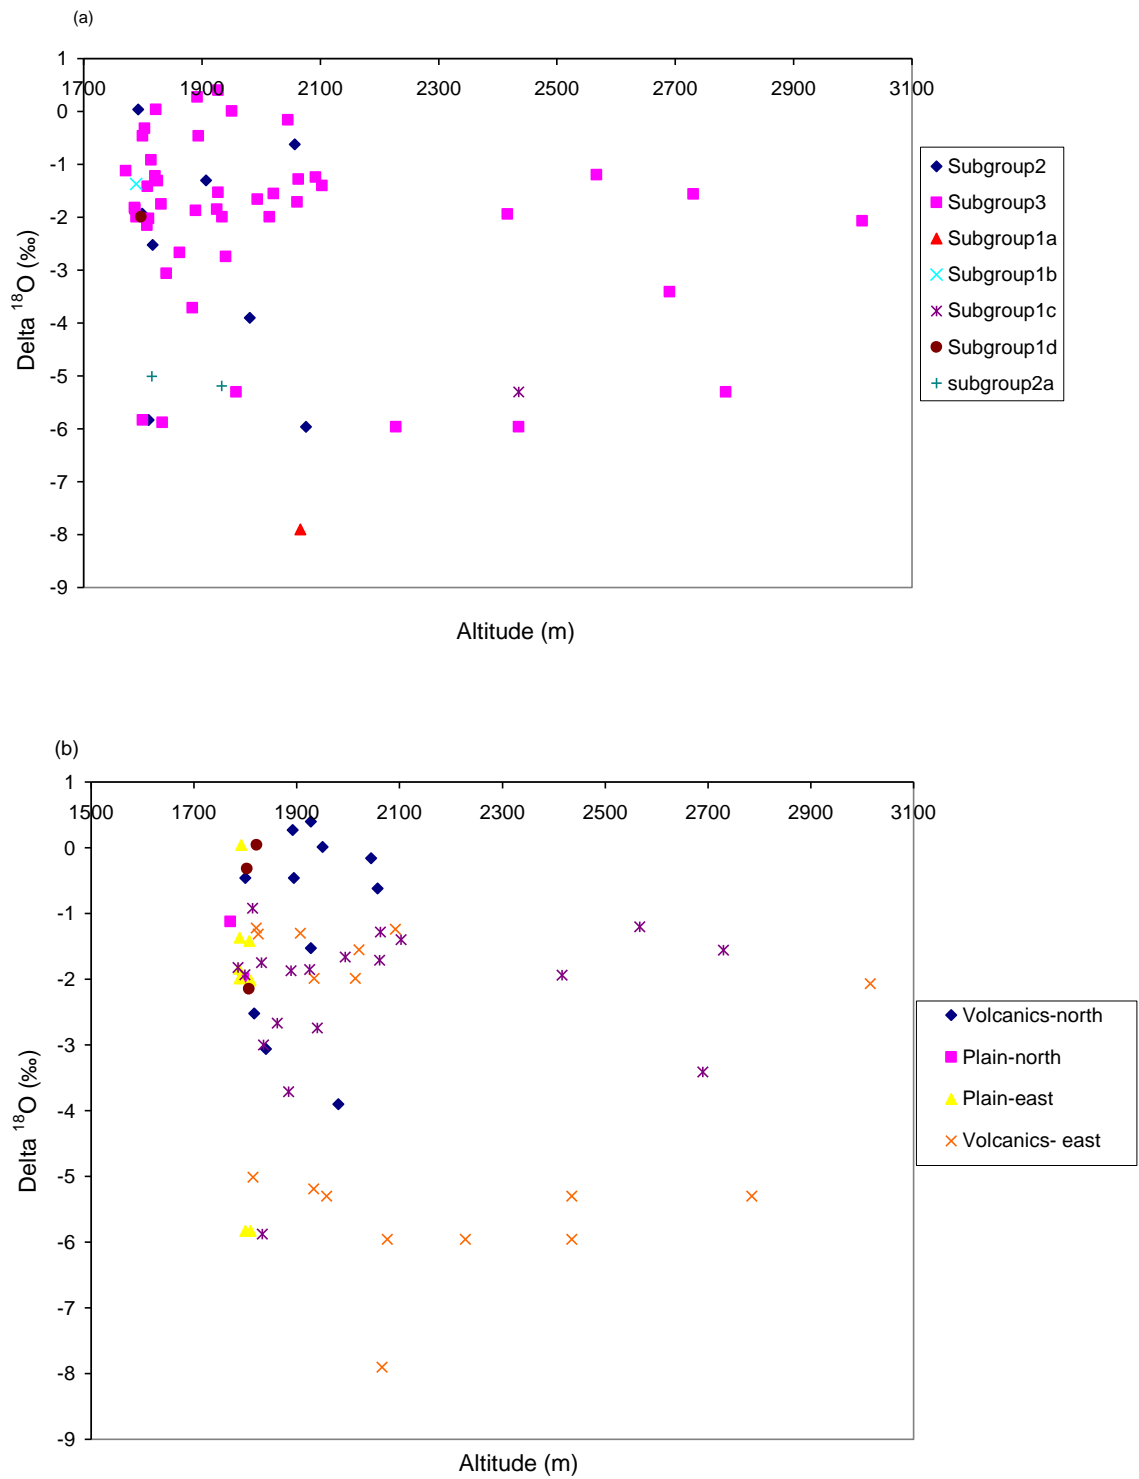 (a)
1
1700 1900 2100 2300 2500 2700 2900 3100
0
-1
-2
-3
-4
-5
-6
-7
-8
-9
Delta 18O (‰)
Altitude (m)
Subgroup2
Subgroup3
Subgroup1a
Subgroup1b
Subgroup1c
Subgroup1d
subgroup2a
(b)
1
1500 1700 1900 2100 2300 2500 2700 2900 3100
0
-1
-2
-3
-4
-5
-6
-7
-8
-9
Delta 18O (‰)
Altitude (m)
Volcanics-north
Plain-north
Plain-east
Volcanics- east